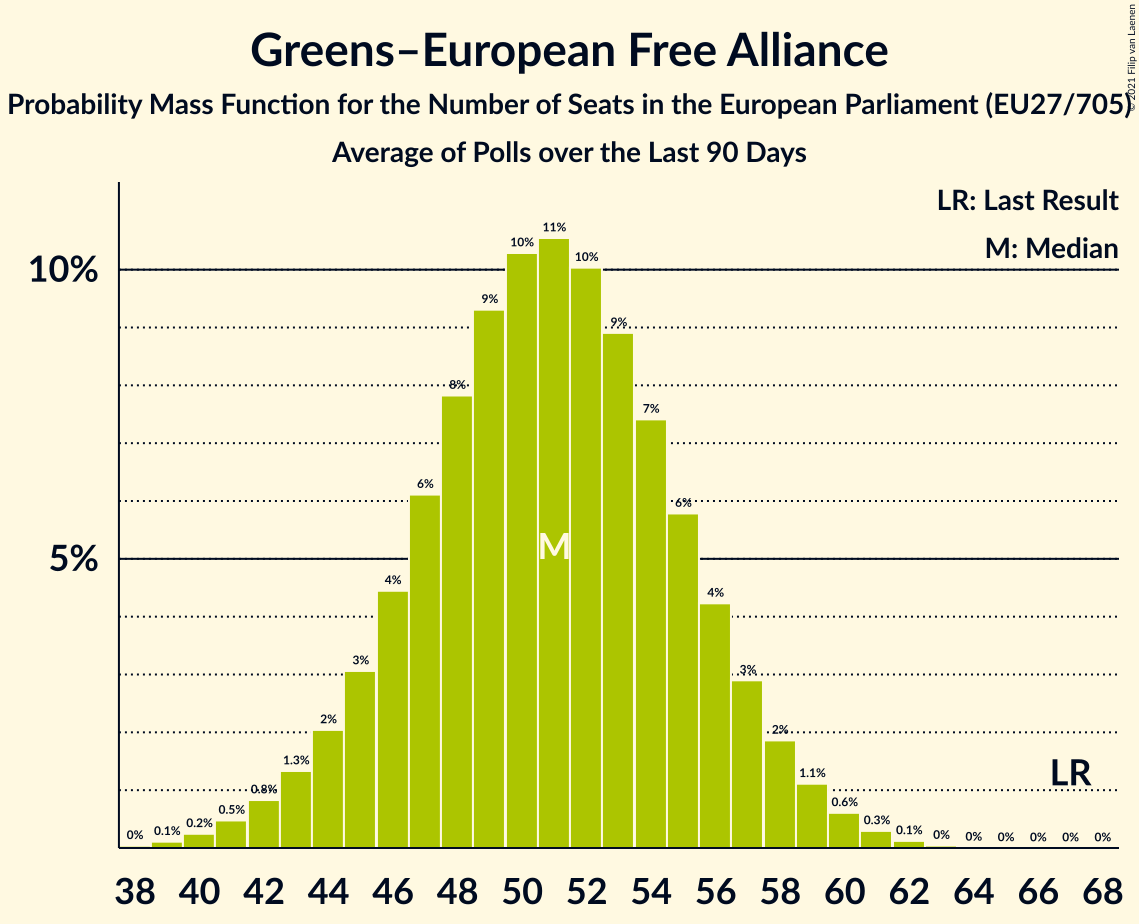 Greens–European Free Alliance
Probability Mass Function for the Number of Seats in the European Parliament (EU27/705)
Average of Polls over the Last 90 Days
© 2021 Filip van Laenen
LR: Last Result
M: Median
10%
5%
0% 0.1% 0.2% 0.5% 0.8% 1.3% 2% 3% 4% 6% 8% 9% 10% 11% 10% 9% 7% 6% 4% 3% 2% 1.1% 0.6% 0.3% 0.1% 0% 0% 0% 0% 0% 0%
M
LR
38 40 42 44 46 48 50 52 54 56 58 60 62 64 66 68